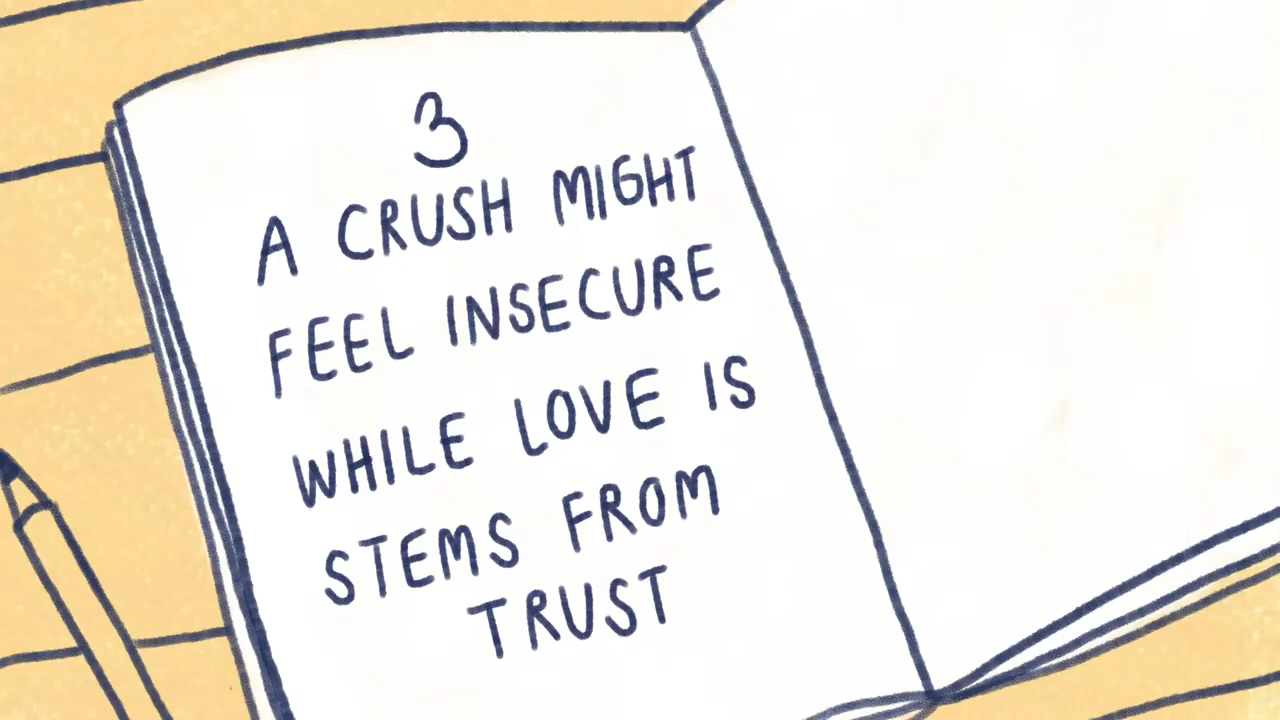 3
A CRUSH MIGHT
FEEL INSECURE
WHILE LOVE IS
STEMS FROM
TRUST